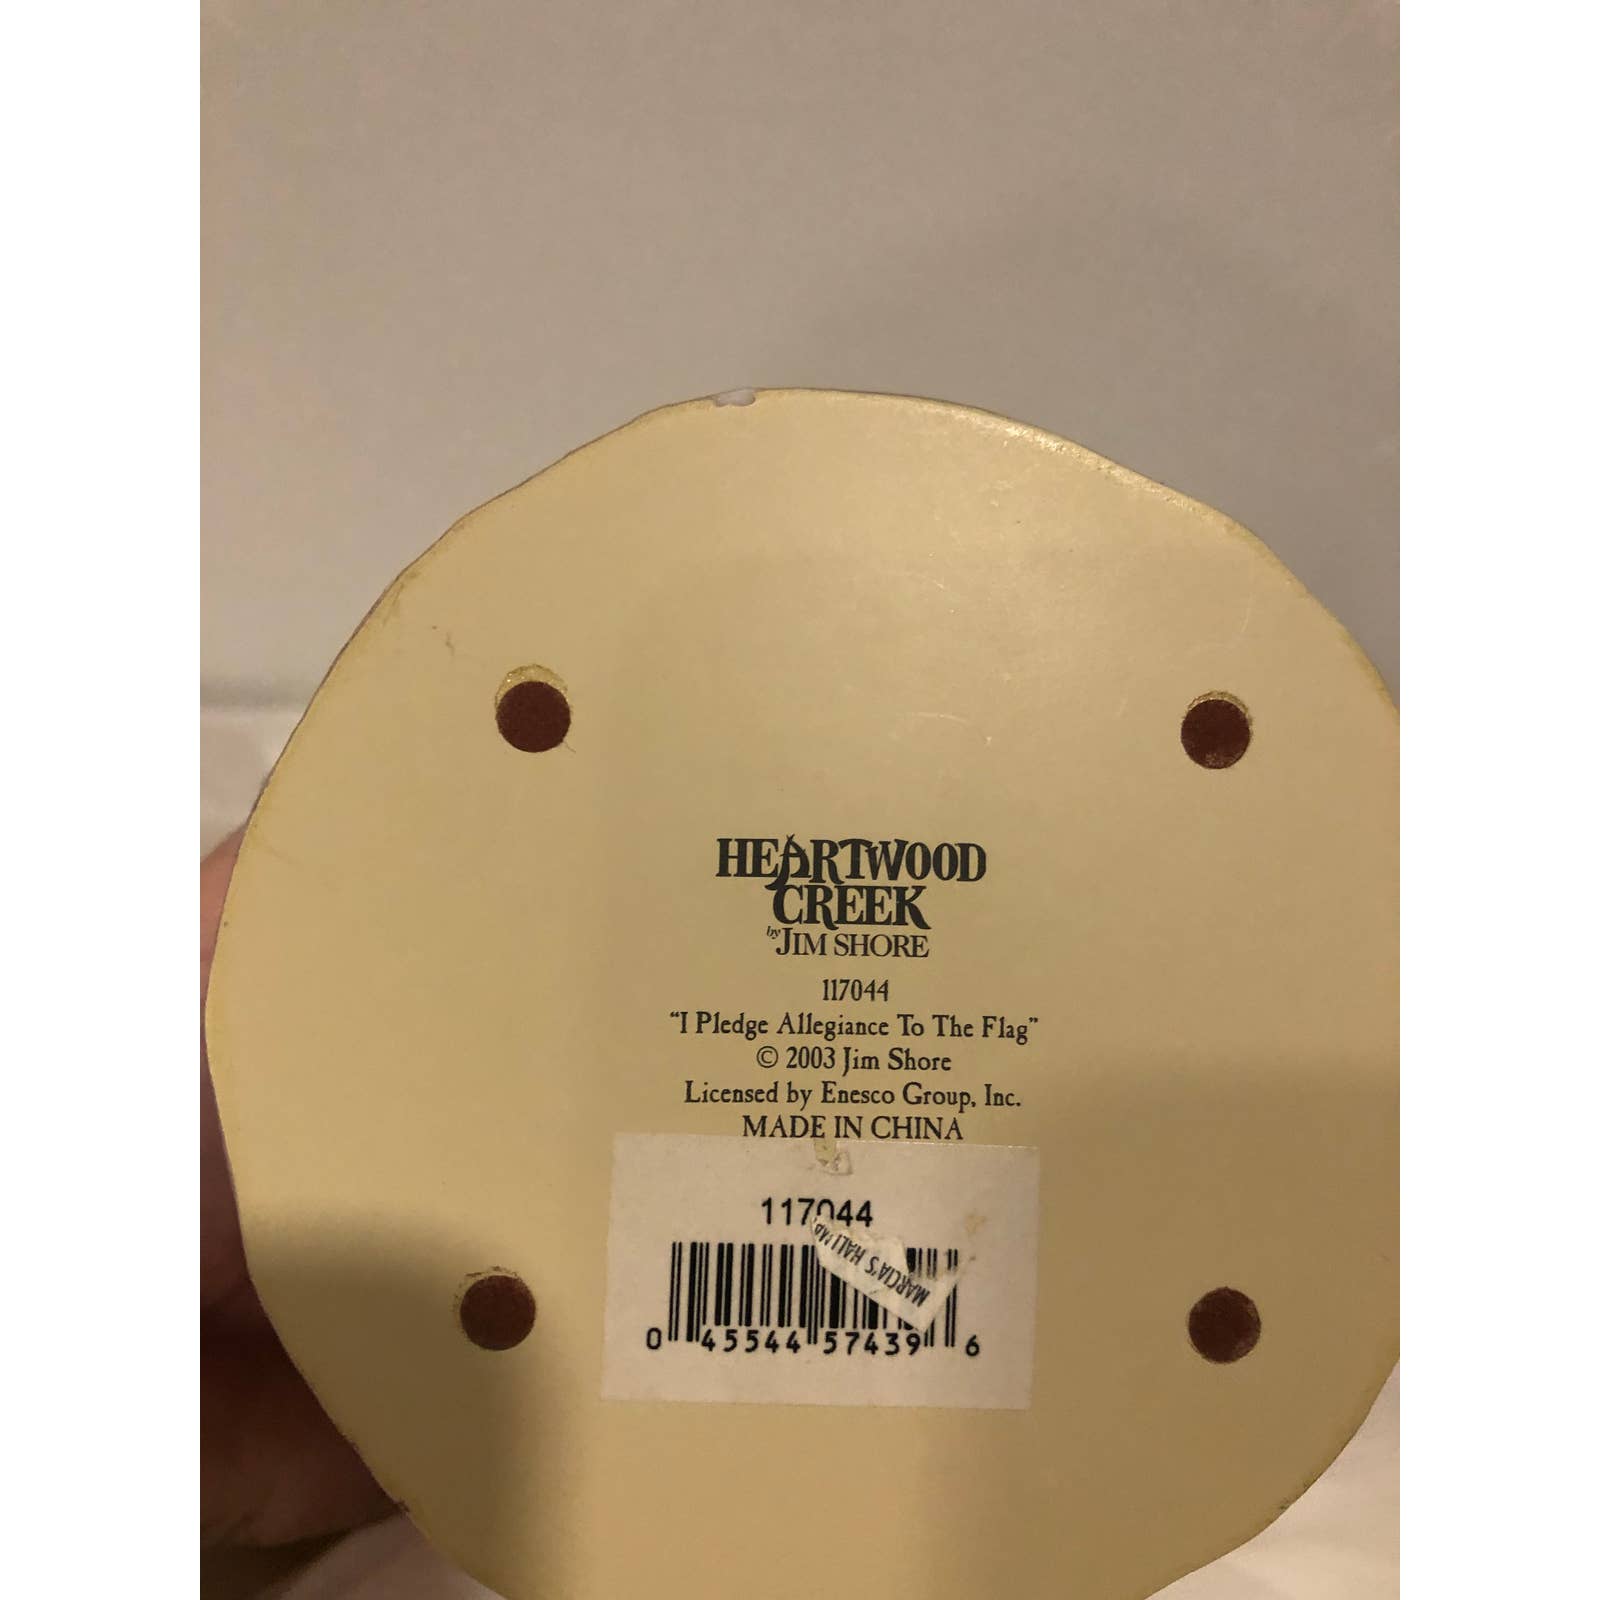 HEARTWOOD
CREEK
by JIM SHORE
117044
"I Pledge Allegiance To The Flag"
© 2003 Jim Shore
Licensed by Enesco Group, Inc.
MADE IN CHINA
117044
MARCIA'S
0 45544 57439 6